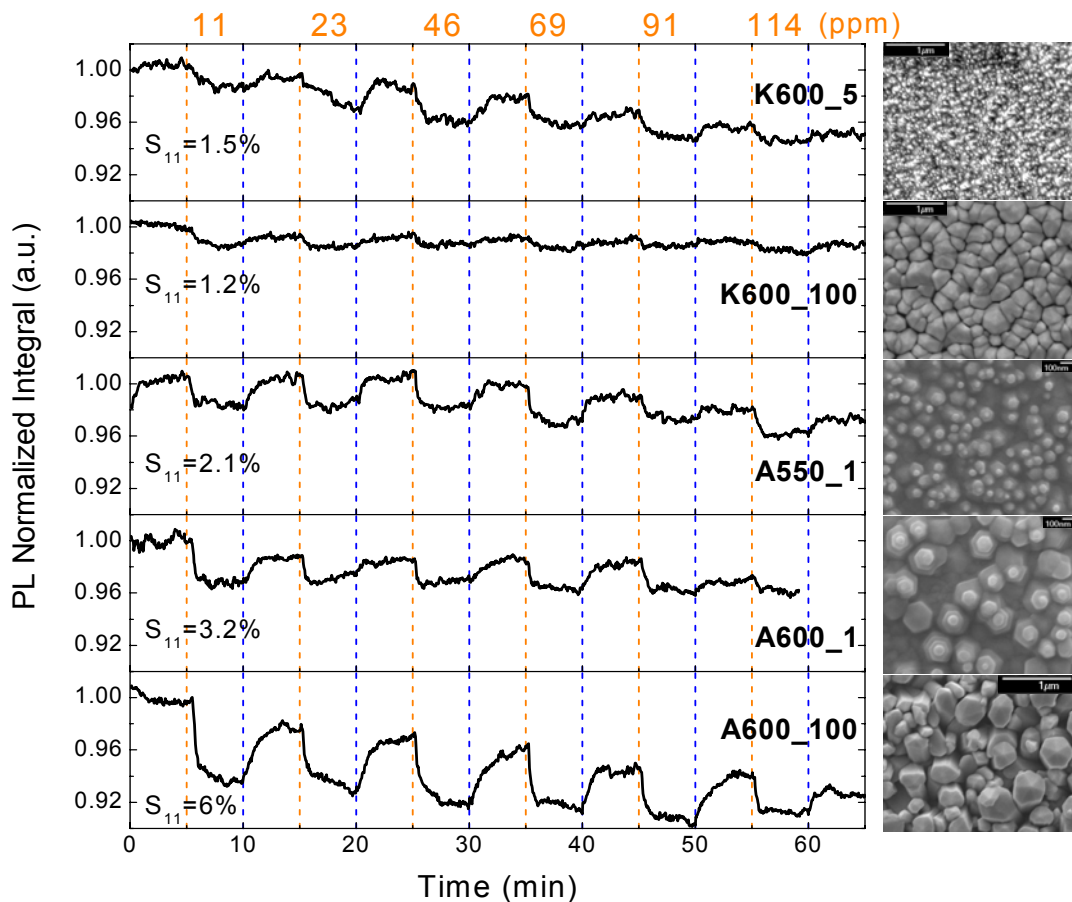 11 23 46 69 91 114 (ppm)
1.00
0.96
0.92
K600_5
S11=1.5%
1μm
1.00
0.96
0.92
S11=1.2%
K600_100
1μm
1.00
0.96
0.92
S11=2.1%
A550_1
100nm
1.00
0.96
0.92
S11=3.2%
A600_1
100nm
1.00
0.96
0.92
A600_100
S11=6%
1μm
0 10 20 30 40 50 60
Time (min)
PL Normalized Integral (a.u.)